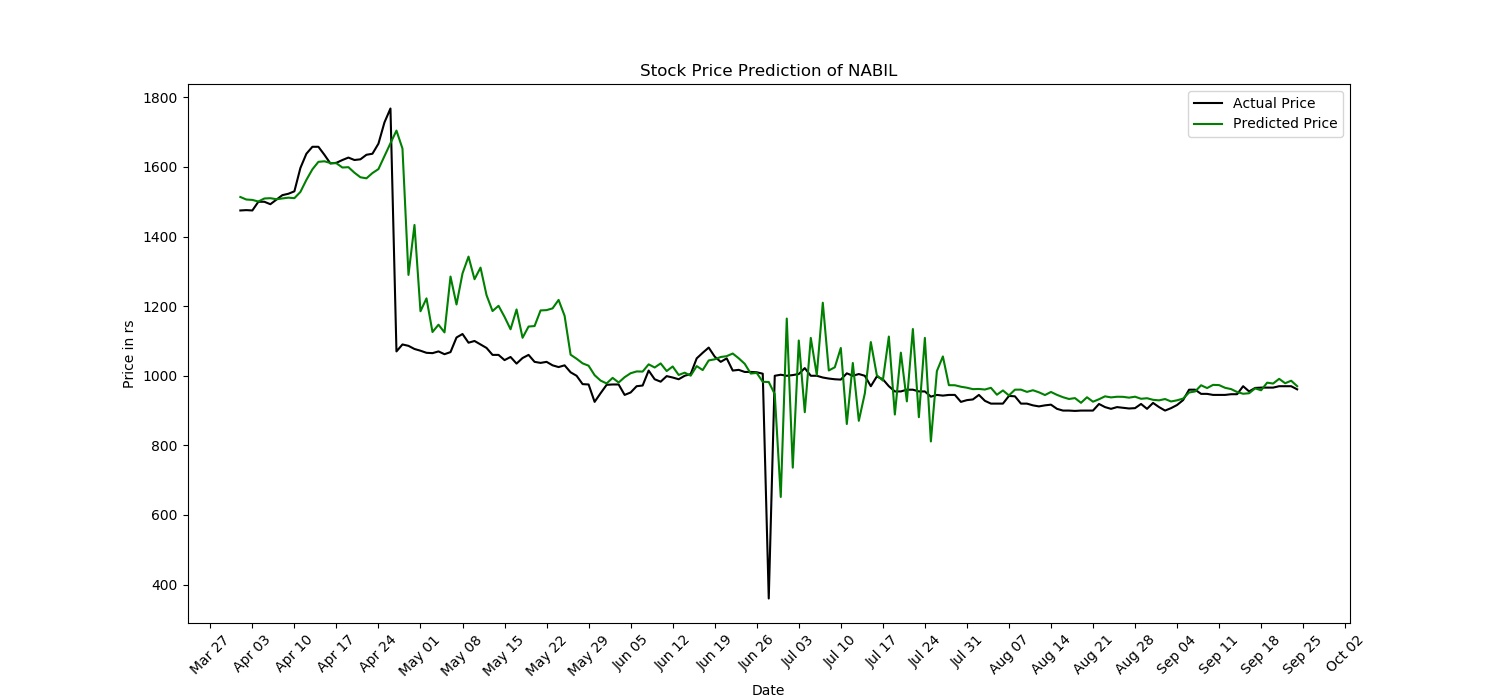 Stock Price Prediction of NABIL
Actual Price
Predicted Price
Price in rs
1800
1600
1400
1200
1000
800
600
400
Mar 27
Apr 03
Apr 10
Apr 17
Apr 24
May 01
May 08
May 15
May 22
May 29
Jun 05
Jun 12
Jun 19
Jun 26
Jul 03
Jul 10
Jul 17
Jul 24
Jul 31
Aug 07
Aug 14
Aug 21
Aug 28
Sep 04
Sep 11
Sep 18
Sep 25
Oct 02
Date